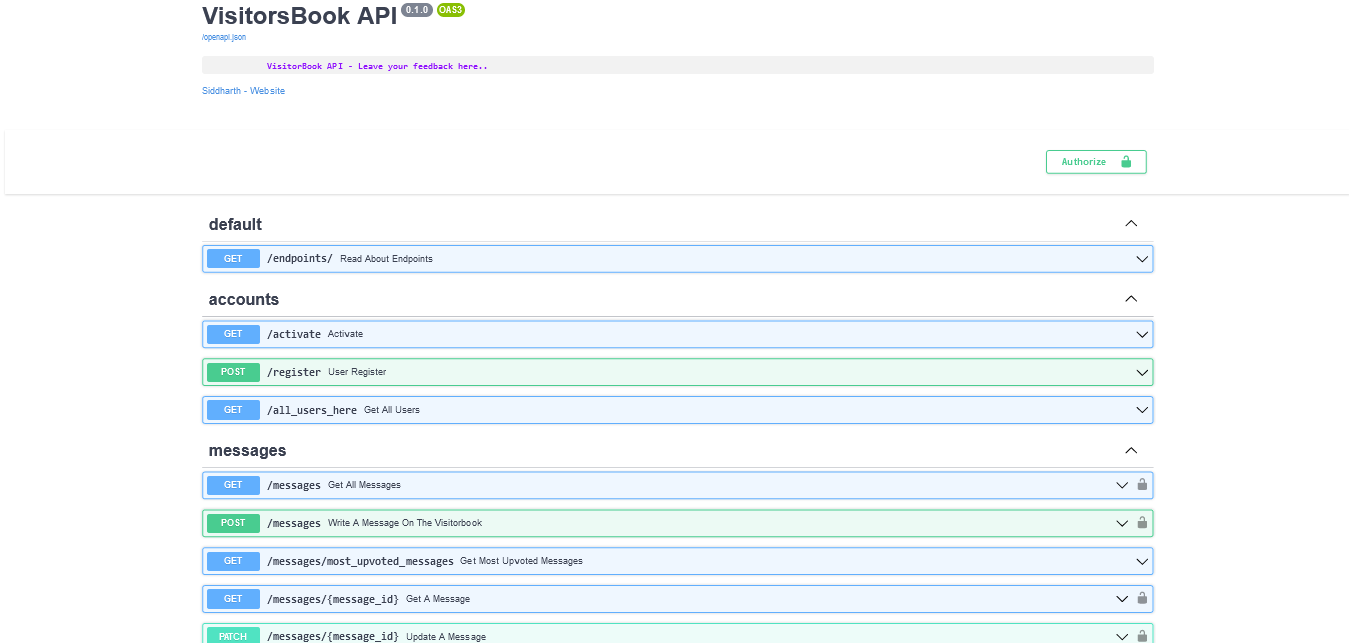 VisitorsBook API 0.1.0 OAS3
/openapi.json
VisitorBook API - Leave your feedback here..
Siddharth - Website
Authorize
default
GET /endpoints/ Read About Endpoints
accounts
GET /activate Activate
POST /register User Register
GET /all_users_here Get All Users
messages
GET /messages Get All Messages
POST /messages Write A Message On The Visitorbook
GET /messages/most_upvoted_messages Get Most Upvoted Messages
GET /messages/{message_id} Get A Message
PATCH /messages/{message_id} Update A Message